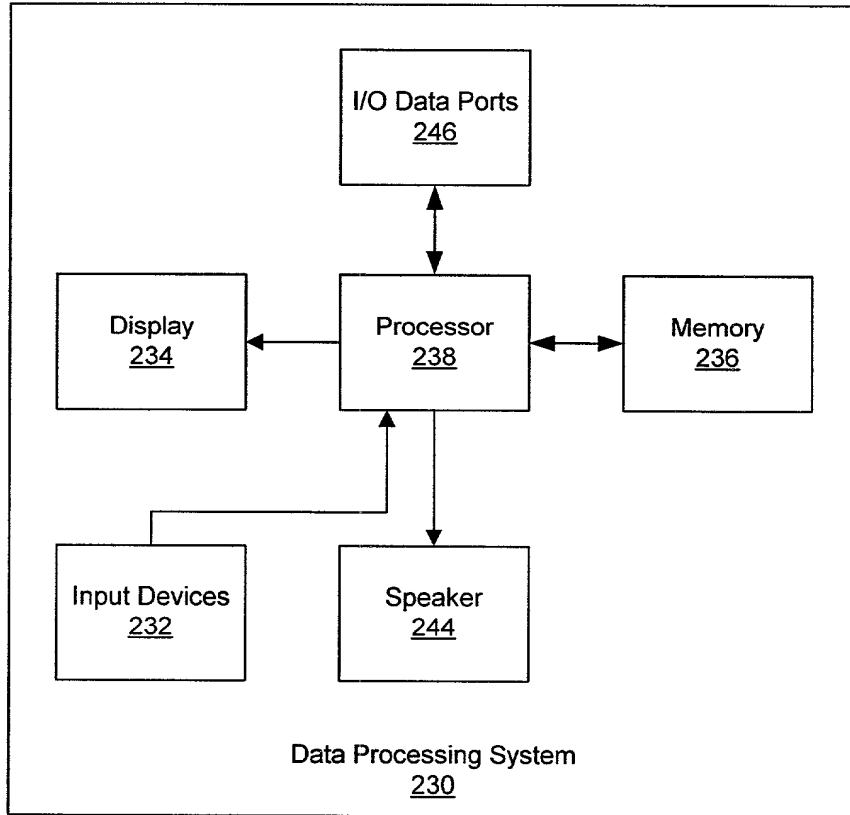 I/O Data Ports
246
Display
234
Processor
238
Memory
236
Input Devices
232
Speaker
244
Data Processing System
230